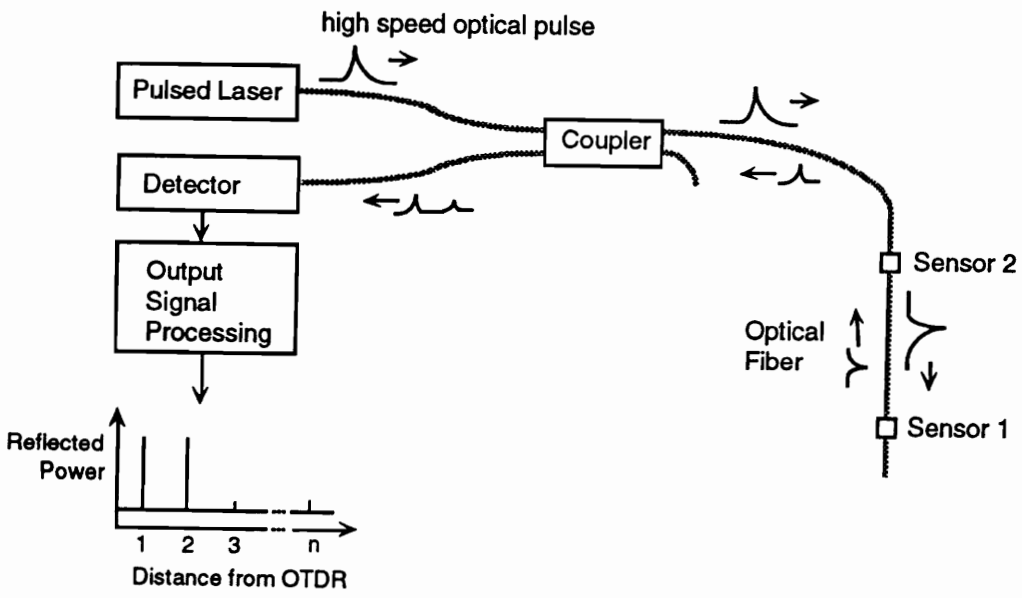 high speed optical pulse
Pulsed Laser
Coupler
Detector
Sensor 2
Output
Signal
Processing
Optical
Fiber
Sensor 1
Reflected
Power
1 2 3 ... n
Distance from OTDR